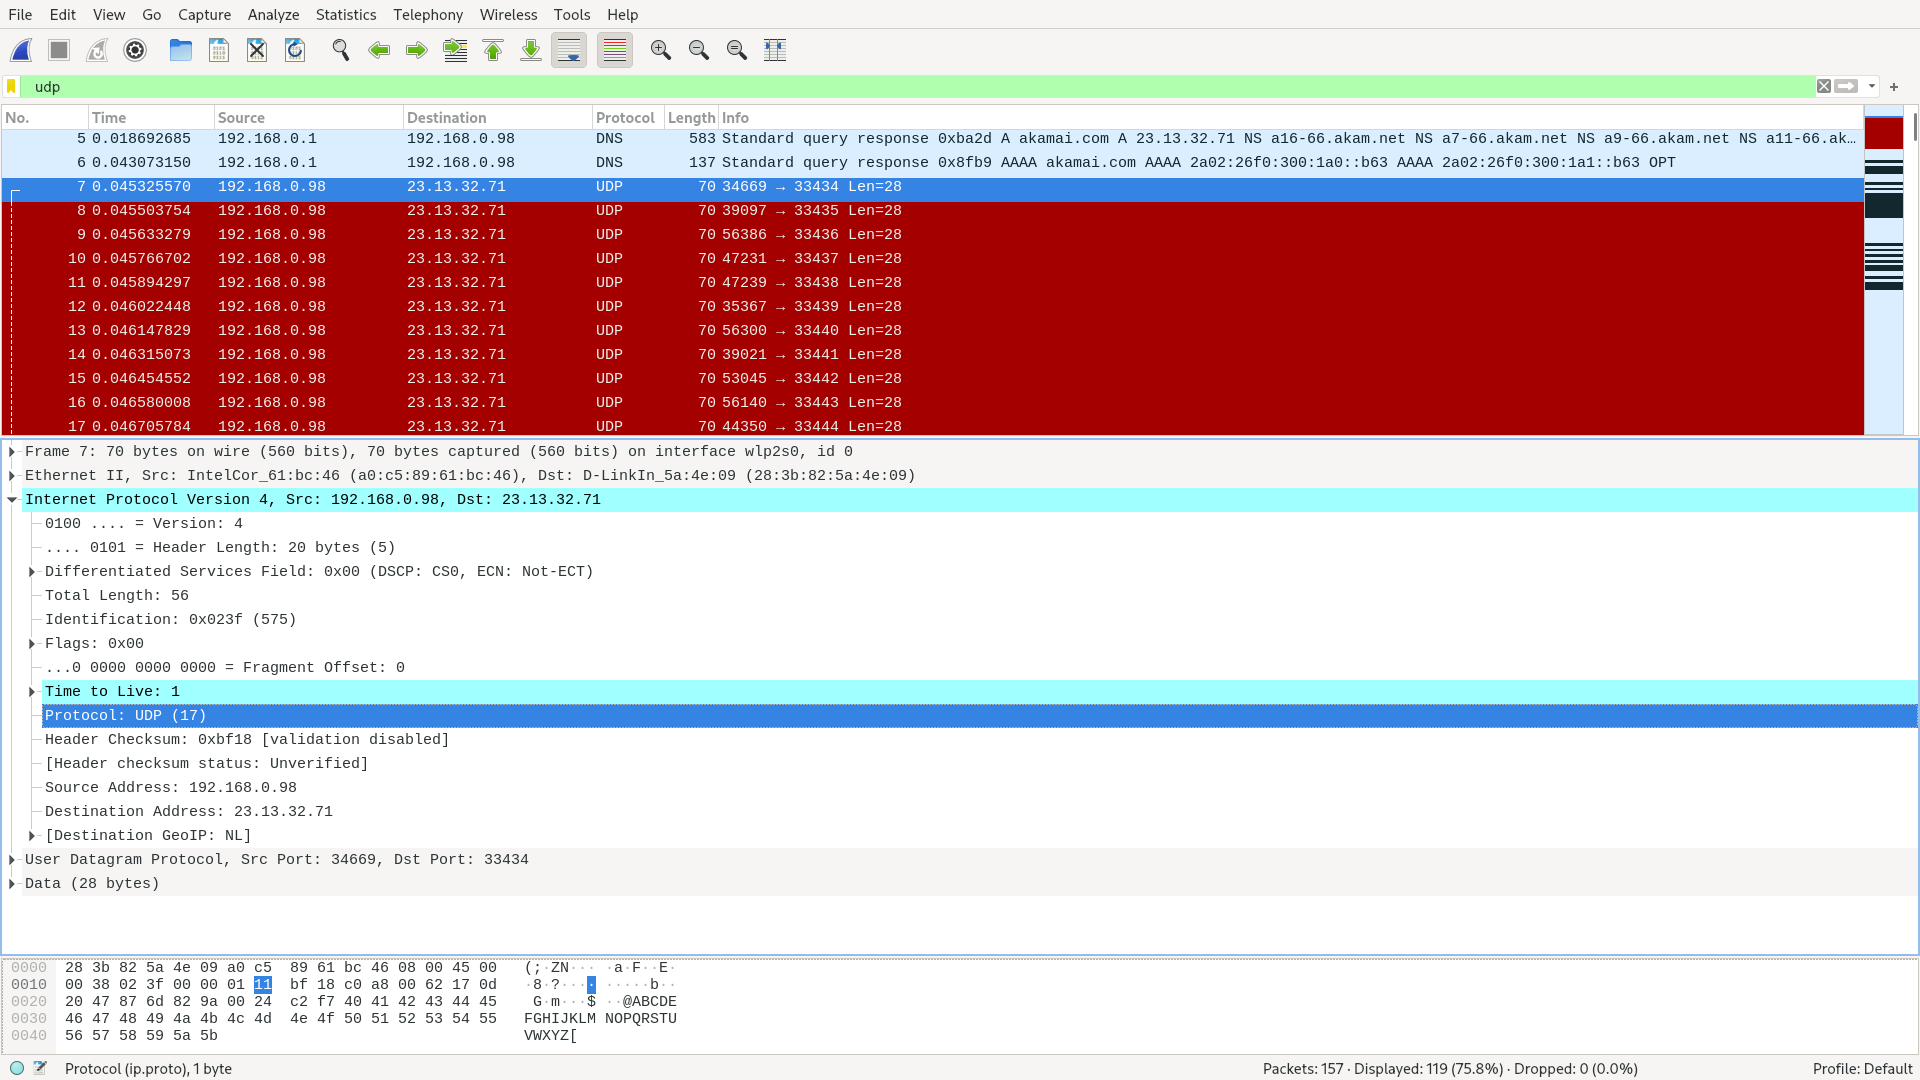 File Edit View Go Capture Analyze Statistics Telephony Wireless Tools Help
udp
No. Time Source Destination Protocol Length Info
5 0.018692685 192.168.0.1 192.168.0.98 DNS 583 Standard query response 0xba2d A akamai.com A 23.13.32.71 NS a16-66.akam.net NS a7-66.akam.net NS a9-66.akam.net NS a11-66.ak…
6 0.043073150 192.168.0.1 192.168.0.98 DNS 137 Standard query response 0x8fb9 AAAA akamai.com AAAA 2a02:26f0:300:1a0::b63 AAAA 2a02:26f0:300:1a1::b63 OPT
7 0.045325570 192.168.0.98 23.13.32.71 UDP 70 34669 → 33434 Len=28
8 0.045503754 192.168.0.98 23.13.32.71 UDP 70 39097 → 33435 Len=28
9 0.045633279 192.168.0.98 23.13.32.71 UDP 70 56386 → 33436 Len=28
10 0.045766702 192.168.0.98 23.13.32.71 UDP 70 47231 → 33437 Len=28
11 0.045894297 192.168.0.98 23.13.32.71 UDP 70 47239 → 33438 Len=28
12 0.046022448 192.168.0.98 23.13.32.71 UDP 70 35367 → 33439 Len=28
13 0.046147829 192.168.0.98 23.13.32.71 UDP 70 56300 → 33440 Len=28
14 0.046315073 192.168.0.98 23.13.32.71 UDP 70 39021 → 33441 Len=28
15 0.046454552 192.168.0.98 23.13.32.71 UDP 70 53045 → 33442 Len=28
16 0.046580008 192.168.0.98 23.13.32.71 UDP 70 56140 → 33443 Len=28
17 0.046705784 192.168.0.98 23.13.32.71 UDP 70 44350 → 33444 Len=28
Frame 7: 70 bytes on wire (560 bits), 70 bytes captured (560 bits) on interface wlp2s0, id 0
Ethernet II, Src: IntelCor_61:bc:46 (a0:c5:89:61:bc:46), Dst: D-LinkIn_5a:4e:09 (28:3b:82:5a:4e:09)
Internet Protocol Version 4, Src: 192.168.0.98, Dst: 23.13.32.71
0100 .... = Version: 4
.... 0101 = Header Length: 20 bytes (5)
Differentiated Services Field: 0x00 (DSCP: CS0, ECN: Not-ECT)
Total Length: 56
Identification: 0x023f (575)
Flags: 0x00
...0 0000 0000 0000 = Fragment Offset: 0
Time to Live: 1
Protocol: UDP (17)
Header Checksum: 0xbf18 [validation disabled]
[Header checksum status: Unverified]
Source Address: 192.168.0.98
Destination Address: 23.13.32.71
[Destination GeoIP: NL]
User Datagram Protocol, Src Port: 34669, Dst Port: 33434
Data (28 bytes)
0000 28 3b 82 5a 4e 09 a0 c5 89 61 bc 46 08 00 45 00 (;·ZN··· ·a·F··E·
0010 00 38 02 3f 00 00 01 11 bf 18 c0 a8 00 62 17 0d ·8·?···· ·····b··
0020 20 47 87 6d 82 9a 00 24 c2 f7 40 41 42 43 44 45 G·m···$ ··@ABCDE
0030 46 47 48 49 4a 4b 4c 4d 4e 4f 50 51 52 53 54 55 FGHIJKLM NOPQRSTU
0040 56 57 58 59 5a 5b VWXYZ[
Protocol (ip.proto), 1 byte Packets: 157 · Displayed: 119 (75.8%) · Dropped: 0 (0.0%) Profile: Default